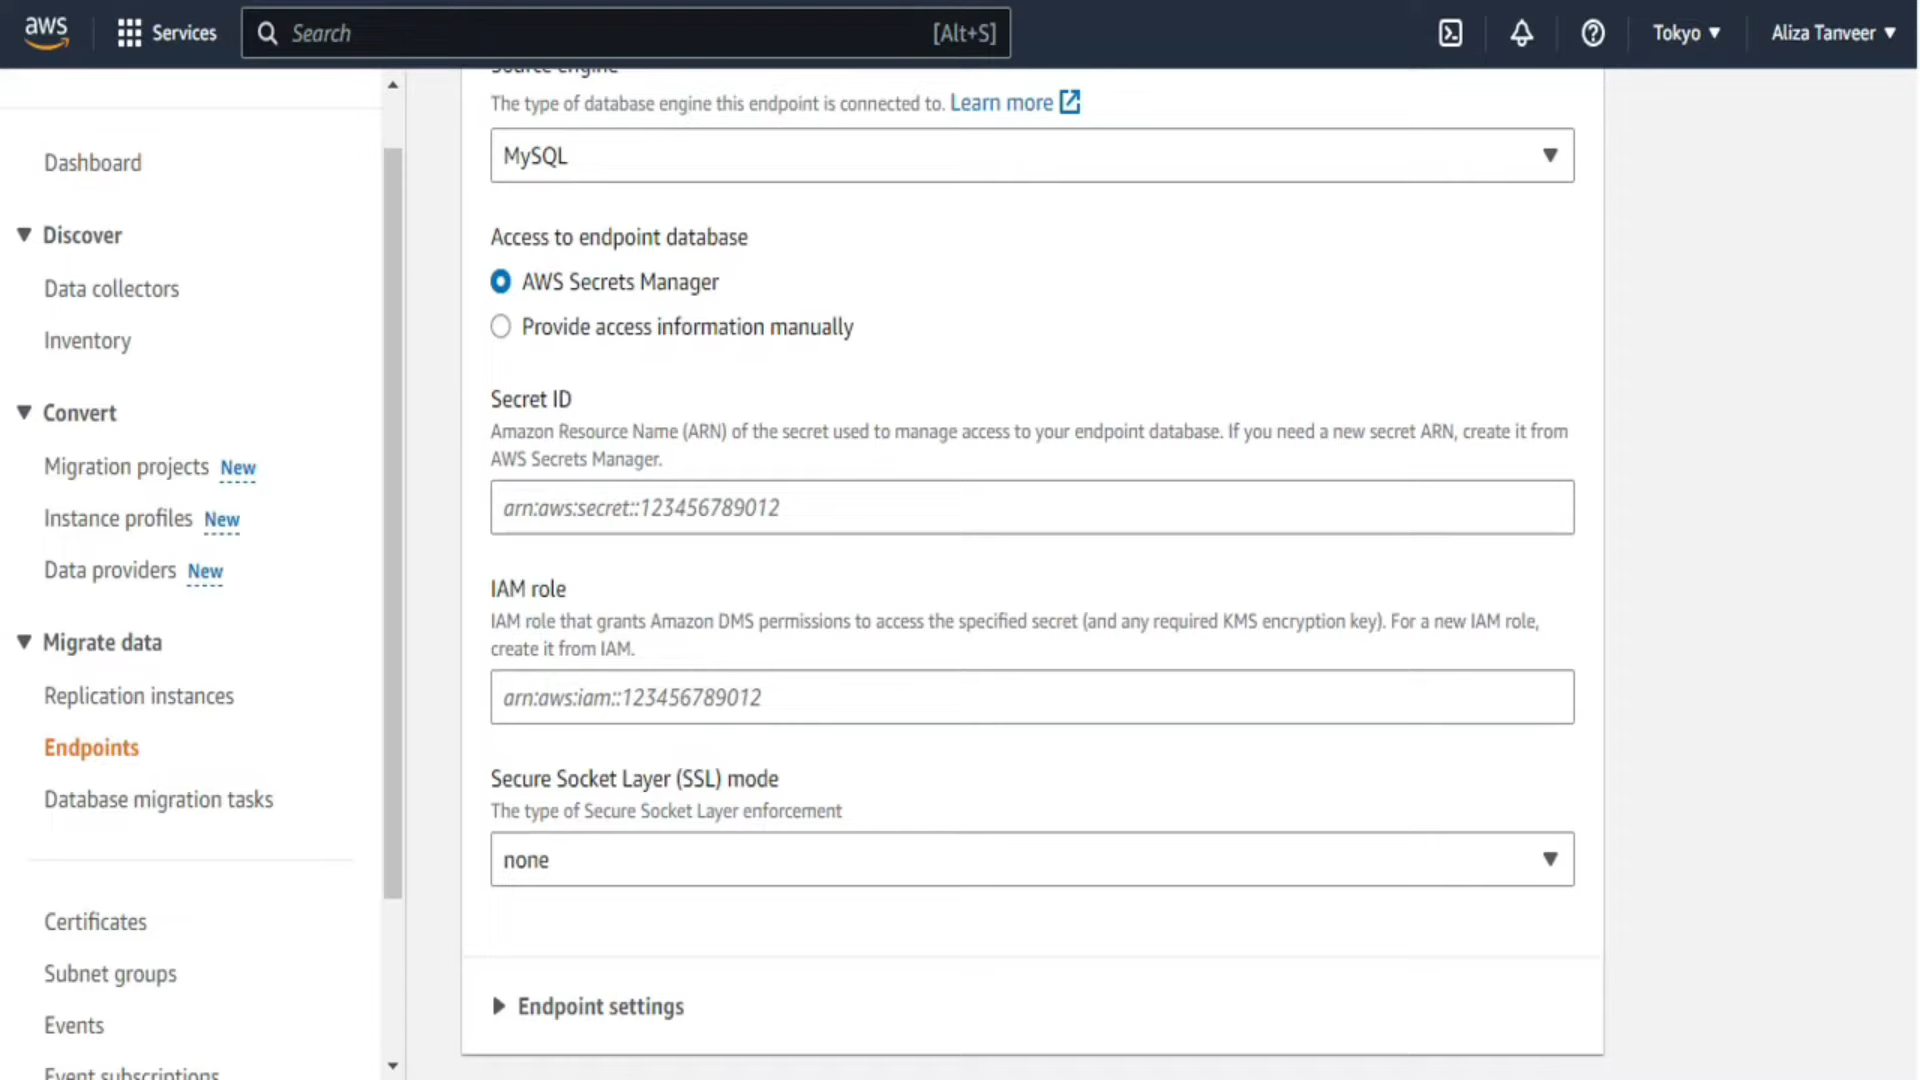 aws
Services
Search
[Alt+S]
Tokyo ▼
Aliza Tanveer ▼
Dashboard
▼ Discover
Data collectors
Inventory
▼ Convert
Migration projects New
Instance profiles New
Data providers New
▼ Migrate data
Replication instances
Endpoints
Database migration tasks
Certificates
Subnet groups
Events
Event subscriptions
Source engine
The type of database engine this endpoint is connected to. Learn more
MySQL
Access to endpoint database
AWS Secrets Manager
Provide access information manually
Secret ID
Amazon Resource Name (ARN) of the secret used to manage access to your endpoint database. If you need a new secret ARN, create it from
AWS Secrets Manager.
arn:aws:secret::123456789012
IAM role
IAM role that grants Amazon DMS permissions to access the specified secret (and any required KMS encryption key). For a new IAM role,
create it from IAM.
arn:aws:iam::123456789012
Secure Socket Layer (SSL) mode
The type of Secure Socket Layer enforcement
none
Endpoint settings